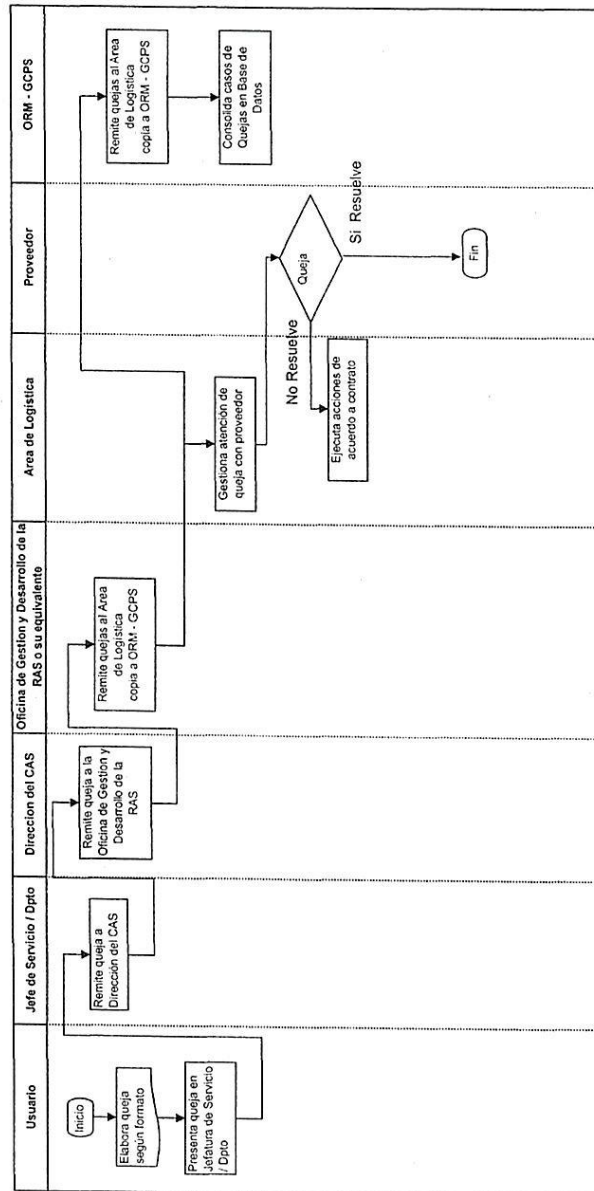 Usuario
Jefe de Servicio / Dpto
Direccion del CAS
Oficina de Gestion y Desarrollo de la
RAS o su equivalente
Area de Logística
Proveedor
ORM - GCPS
Inicio
Elabora queja
según formato
Presenta queja en
Jefatura de Servicio
/ Dpto
Remite queja a
Dirección del CAS
Remite queja a la
Oficina de Gestion y
Desarrollo de la
RAS
Remite quejas al Area
de Logística
copia a ORM - GCPS
Gestiona atención de
queja con proveedor
Queja
No Resuelve
Ejecuta acciones de
acuerdo a contrato
Si Resuelve
Fin
Remite quejas al Area
de Logística
copia a ORM - GCPS
Consolida casos de
Quejas en Base de
Datos